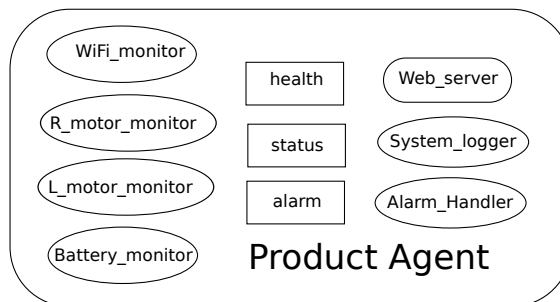 WiFi_monitor
R_motor_monitor
L_motor_monitor
Battery_monitor
health
status
alarm
Web_server
System_logger
Alarm_Handler
Product Agent